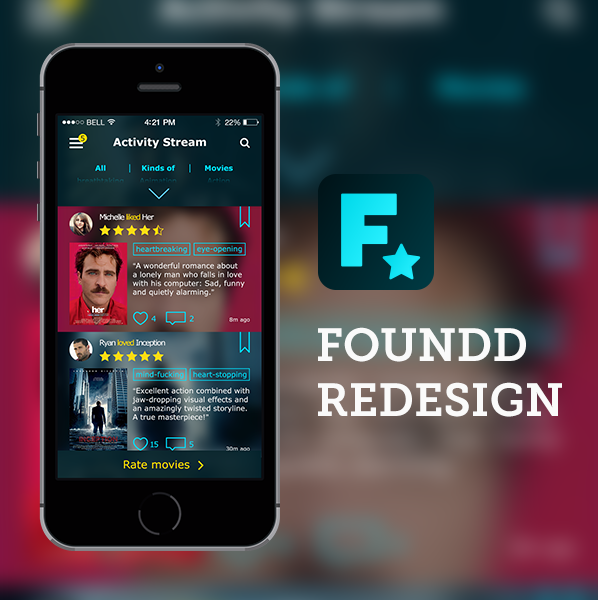 Activity Stream
BELL
4:21 PM
22%
5
Activity Stream
All
Kinds of
Movies
Michelle liked Her
heartbreaking
eye-opening
"A wonderful romance about
a lonely man who falls in love
with his computer: Sad, funny
and quietly alarming."
her
4
2
8m ago
Ryan loved Inception
mind-fucking
heart-stopping
"Excellent action combined with
jaw-dropping visual effects and
an amazingly twisted storyline.
A true masterpiece!"
INCEPTION
15
5
30m ago
Rate movies
F
FOUNDD
REDESIGN